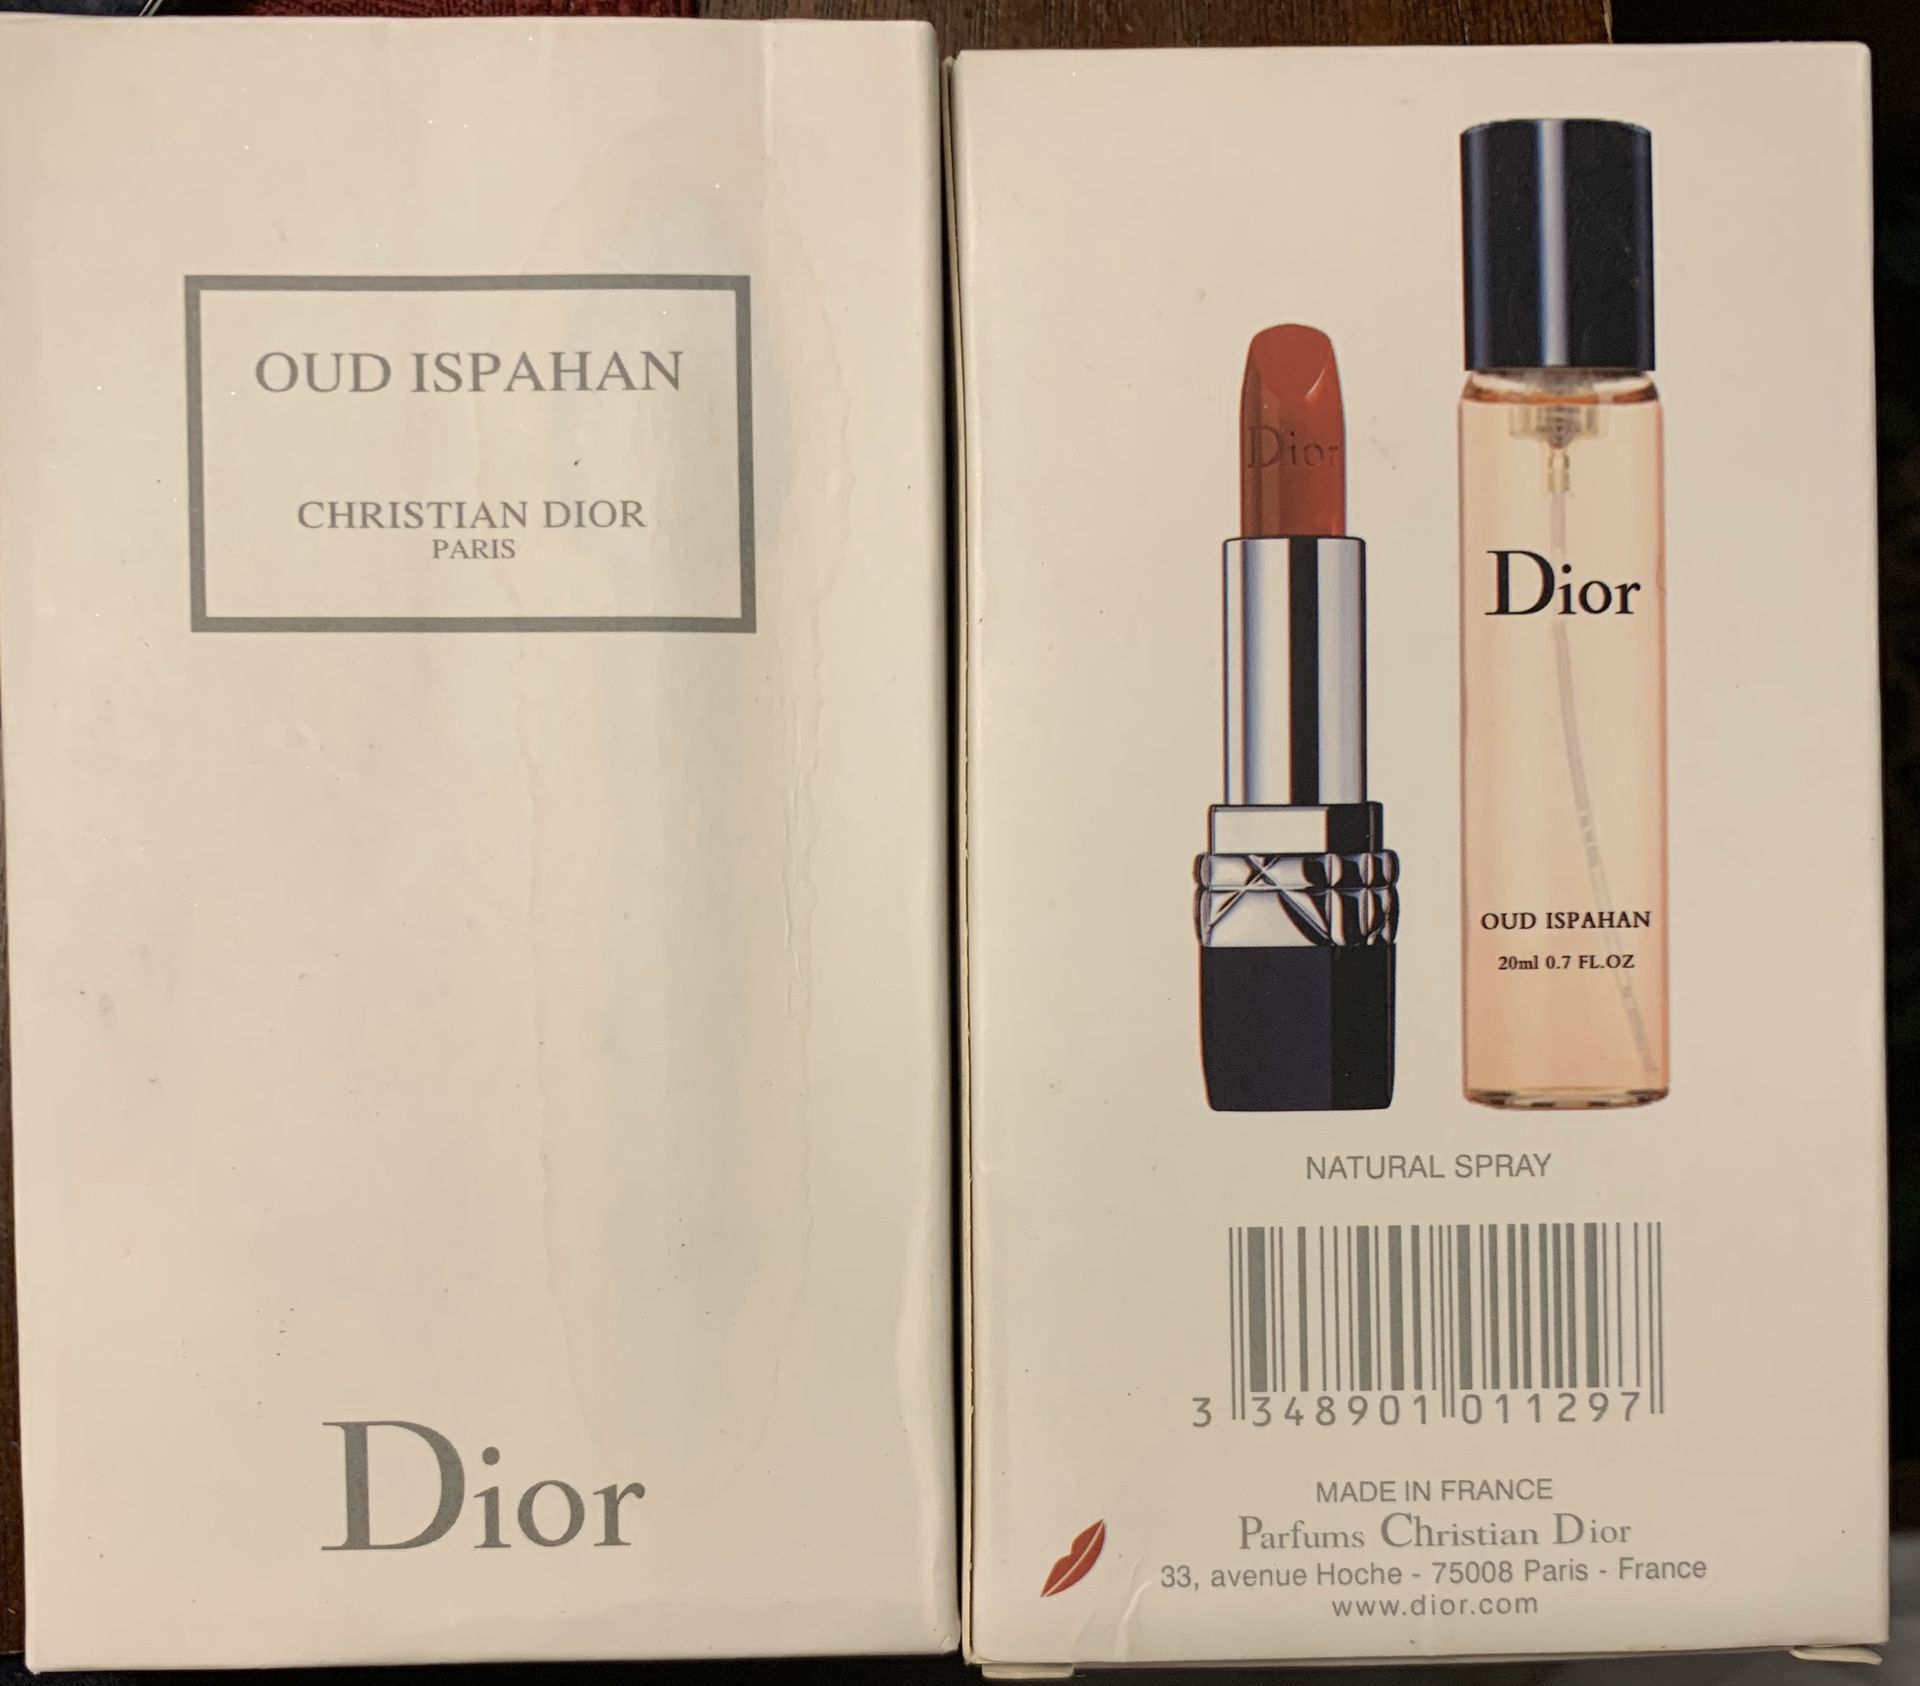 OUD ISPAHAN
CHRISTIAN DIOR
PARIS
Dior
Dior
Dior
OUD ISPAHAN
20ml 0.7 FL.OZ
NATURAL SPRAY
3 348901 011297
MADE IN FRANCE
Parfums Christian Dior
33, avenue Hoche - 75008 Paris - France
www.dior.com